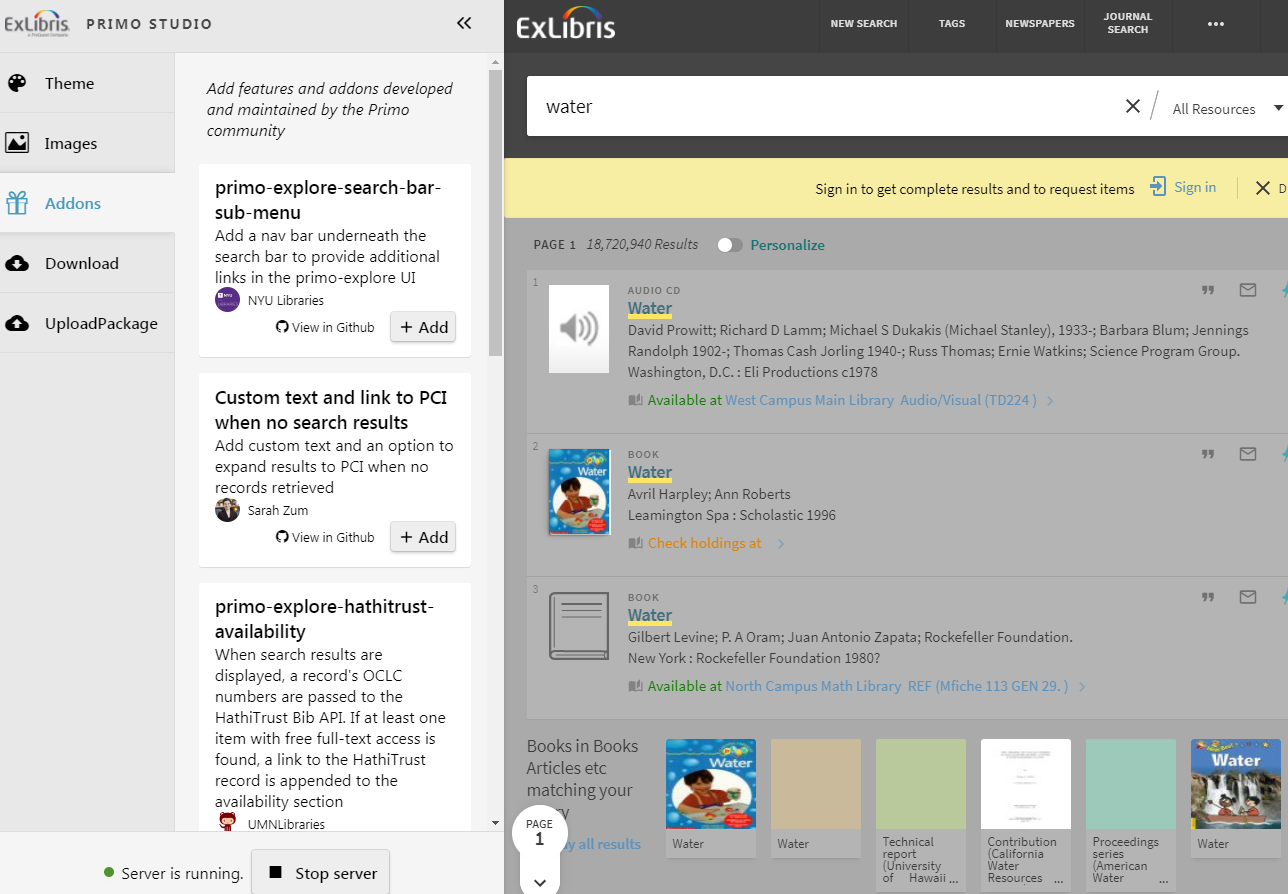 ExLibris
a ProQuest Company
PRIMO STUDIO
Theme
Images
Addons
Download
UploadPackage
Add features and addons developed
and maintained by the Primo
community
primo-explore-search-bar-
sub-menu
Add a nav bar underneath the
search bar to provide additional
links in the primo-explore UI
NYU Libraries
View in Github
+ Add
Custom text and link to PCI
when no search results
Add custom text and an option to
expand results to PCI when no
records retrieved
Sarah Zum
View in Github
+ Add
primo-explore-hathitrust-
availability
When search results are
displayed, a record's OCLC
numbers are passed to the
HathiTrust Bib API. If at least one
item with free full-text access is
found, a link to the HathiTrust
record is appended to the
availability section
UMNLibraries
Server is running.
Stop server
ExLibris
NEW SEARCH
TAGS
NEWSPAPERS
JOURNAL
SEARCH
water
All Resources
Sign in to get complete results and to request items
Sign in
D
PAGE 1 18,720,940 Results
Personalize
1
AUDIO CD
Water
David Prowitt; Richard D Lamm; Michael S Dukakis (Michael Stanley), 1933-; Barbara Blum; Jennings
Randolph 1902-; Thomas Cash Jorling 1940-; Russ Thomas; Ernie Watkins; Science Program Group.
Washington, D.C. : Eli Productions c1978
Available at West Campus Main Library Audio/Visual (TD224 )
2
Water
BOOK
Water
Avril Harpley; Ann Roberts
Leamington Spa : Scholastic 1996
Check holdings at
3
BOOK
Water
Gilbert Levine; P. A Oram; Juan Antonio Zapata; Rockefeller Foundation.
New York : Rockefeller Foundation 1980?
Available at North Campus Math Library REF (Mfiche 113 GEN 29. )
Books in Books
Articles etc
matching your
all results
PAGE
1
Water
Water
Water
Technical
report
(University
of Hawaii ...
Contribution
(California
Water
Resources ...
Proceedings
series
(American
Water ...
Water
Water